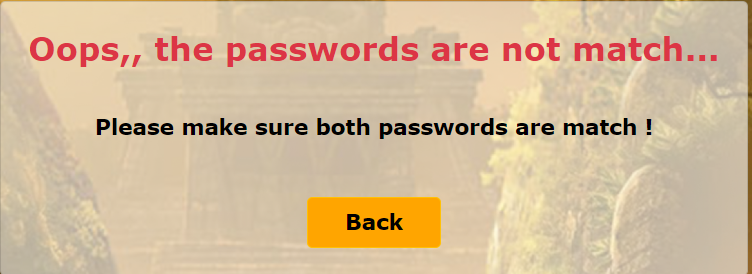 Oops,, the passwords are not match...
Please make sure both passwords are match !
Back